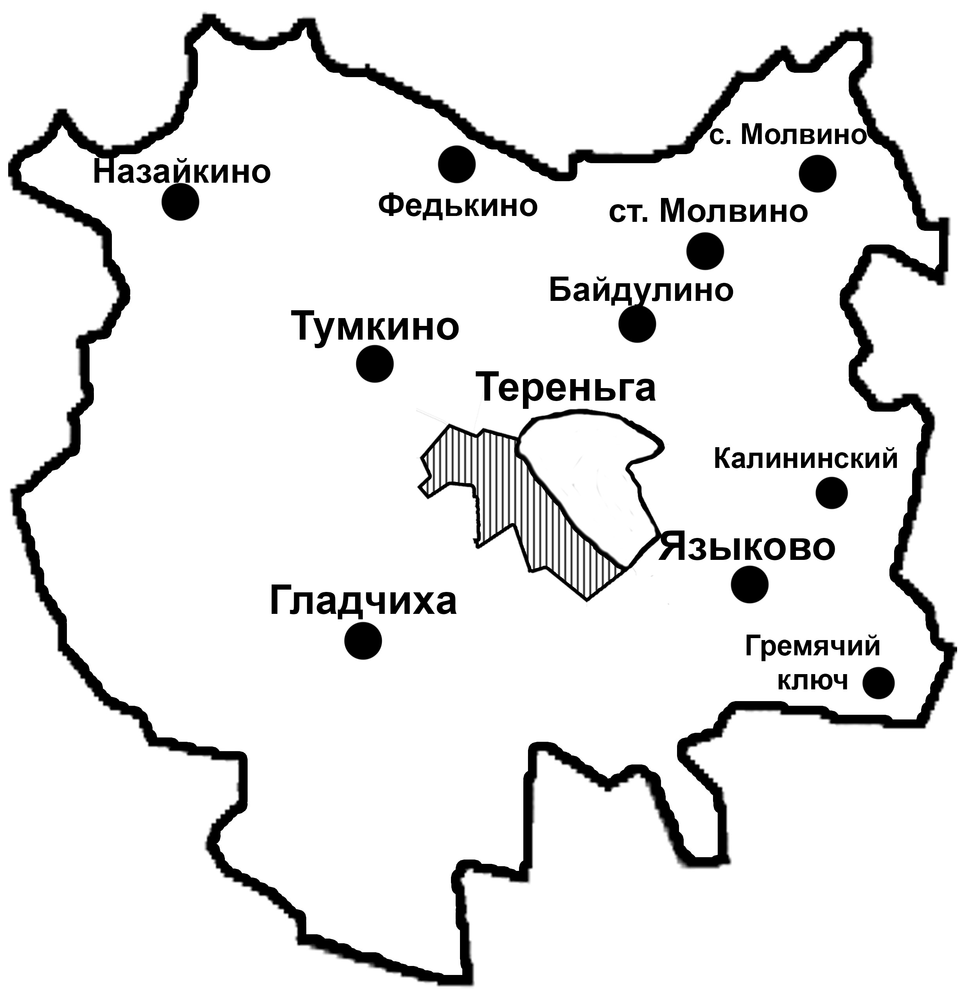 с. Молвино
Назайкино
Федькино
ст. Молвино
Байдулино
Тумкино
Тереньга
Калининский
Языково
Гладчиха
Гремячий
ключ